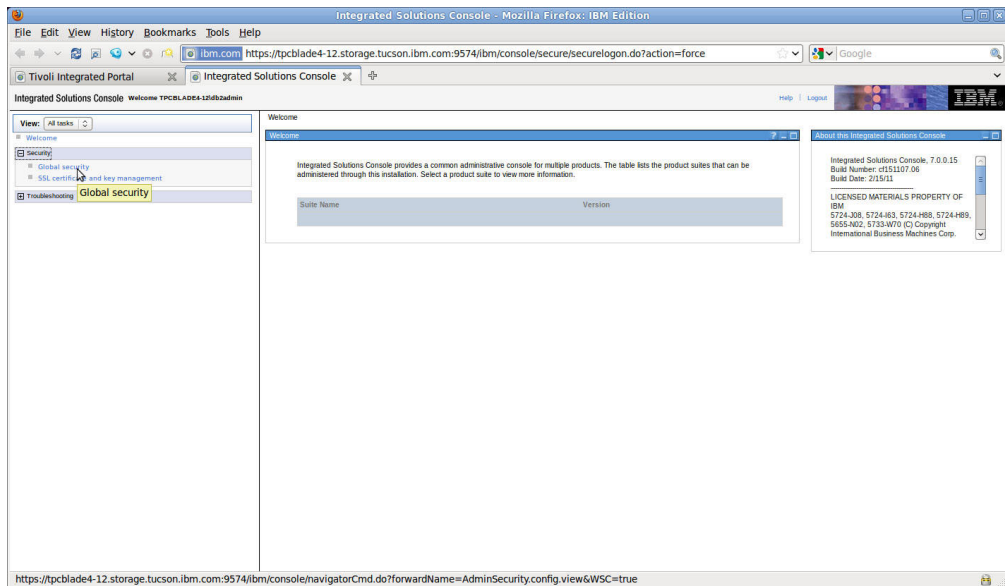 Integrated Solutions Console - Mozilla Firefox: IBM Edition
File Edit View History Bookmarks Tools Help
ibm.com https://tpcblade4-12.storage.tucson.ibm.com:9574/ibm/console/secure/securelogon.do?action=force
Google
Tivoli Integrated Portal
Integrated Solutions Console
Integrated Solutions Console Welcome TPCBLADE4-12\db2admin
Help | Logout
IBM.
View: All tasks
Welcome
Security
Global security
SSL certificate and key management
Global security
Troubleshooting
Welcome
Welcome
Integrated Solutions Console provides a common administrative console for multiple products. The table lists the product suites that can be
administered through this installation. Select a product suite to view more information.
Suite Name Version
About this Integrated Solutions Console
Integrated Solutions Console, 7.0.0.15
Build Number: cf151107.06
Build Date: 2/15/11
LICENSED MATERIALS PROPERTY OF
IBM
5724-J08, 5724-I63, 5724-H88, 5724-H89,
5655-N02, 5733-W70 (C) Copyright
International Business Machines Corp.
https://tpcblade4-12.storage.tucson.ibm.com:9574/ibm/console/navigatorCmd.do?forwardName=AdminSecurity.config.view&WSC=true